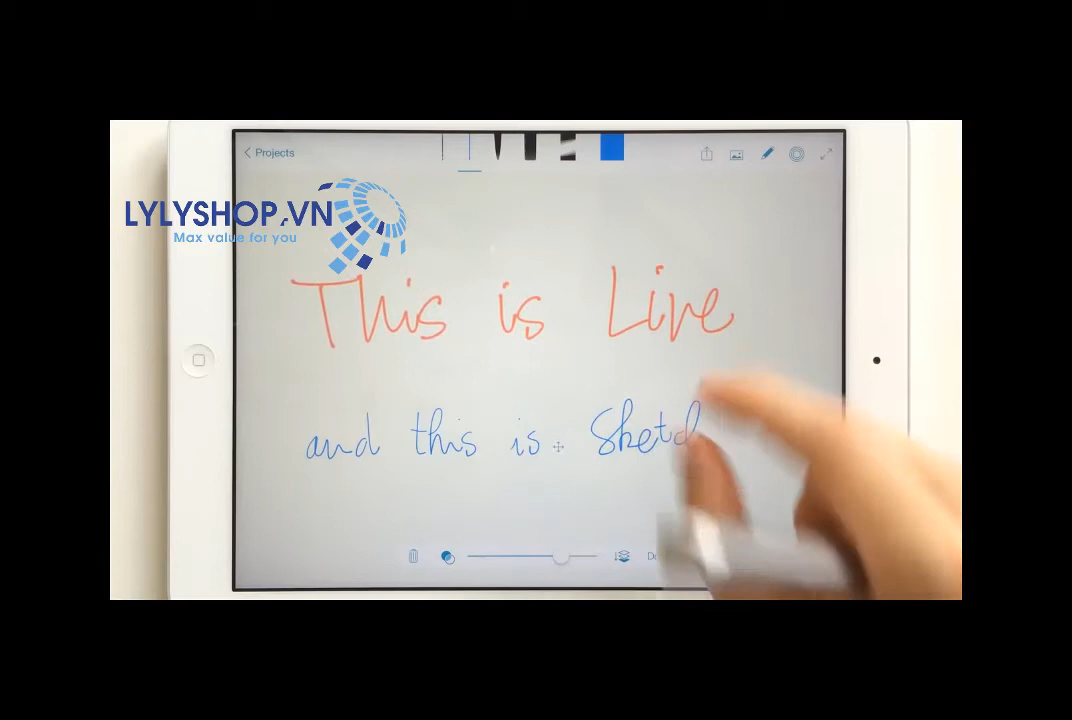 Projects
LYLYSHOP.VN
Max value for you
This is Live
and this is Sketch